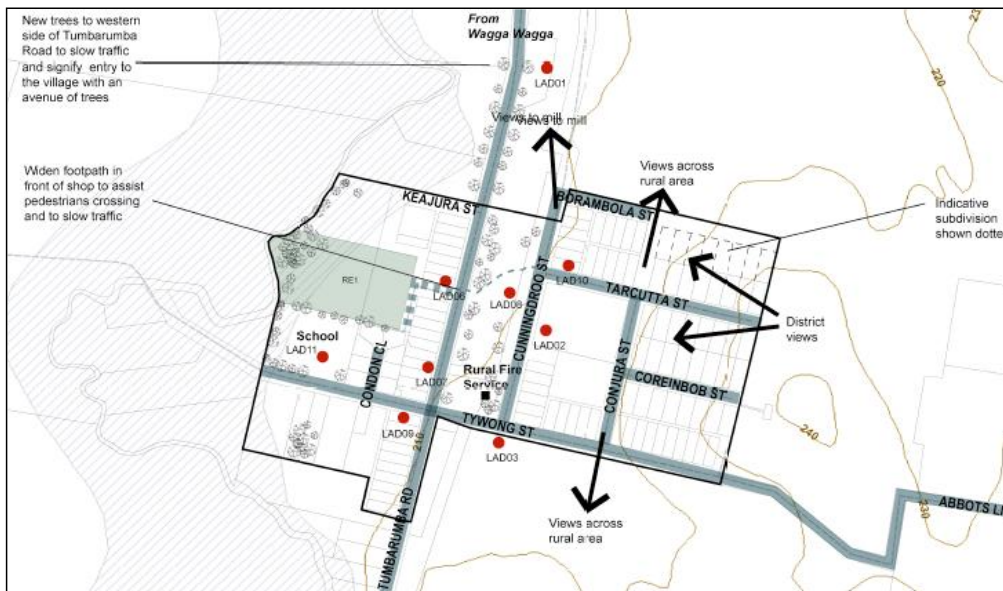 New trees to western
side of Tumbarumba
Road to slow traffic
and signify entry to
the village with an
avenue of trees
From
Wagga Wagga
LAD01
220
Views to mill
Views to mill
Widen footpath in
front of shop to assist
pedestrians crossing
and to slow traffic
Views across
rural area
KEAJURA ST
BORAMBOLA ST
Indicative
subdivision
shown dotte
RE1
LAD06
LAD08
LAD10
CUNNINGDROO ST
TARCUTTA ST
LAD02
District
views
School
LAD11
CONDON CL
LAD07
Rural Fire
Service
CONJURA ST
COREINBOB ST
TYWONG ST
LAD09
210
LAD03
240
TUMBARUMBA RD
Views across
rural area
230
ABBOTS